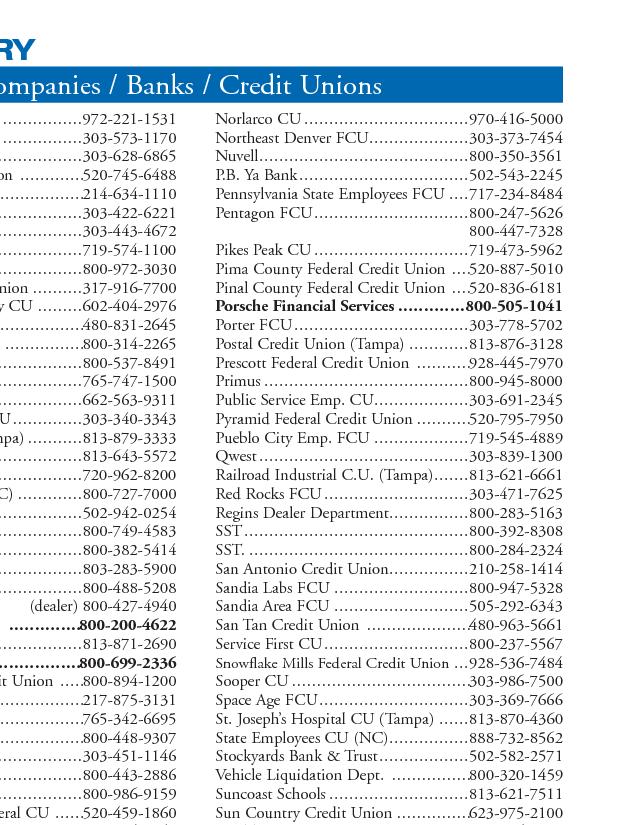 RY
ompanies / Banks / Credit Unions
....................972-221-1531
....................303-573-1170
....................303-628-6865
on ..............520-745-6488
....................214-634-1110
....................303-422-6221
....................303-443-4672
....................719-574-1100
....................800-972-3030
nion ............317-916-7700
y CU .........602-404-2976
....................480-831-2645
....................800-314-2265
....................800-537-8491
....................765-747-1500
....................662-563-9311
U................303-340-3343
npa) ...........813-879-3333
....................813-643-5572
....................720-962-8200
C) .............800-727-7000
....................502-942-0254
....................800-749-4583
....................800-382-5414
....................803-283-5900
....................800-488-5208
(dealer) 800-427-4940
.............800-200-4622
....................813-871-2690
...............800-699-2336
it Union .....800-894-1200
....................217-875-3131
....................765-342-6695
....................800-448-9307
....................303-451-1146
....................800-443-2886
....................800-986-9159
eral CU ......520-459-1860
Norlarco CU..................................970-416-5000
Northeast Denver FCU....................303-373-7454
Nuvell...........................................800-350-3561
P.B. Ya Bank...................................502-543-2245
Pennsylvania State Employees FCU ....717-234-8484
Pentagon FCU................................800-247-5626
800-447-7938
Pikes Peak CU ................................719-473-5962
Pima County Federal Credit Union ...520-887-5010
Pinal County Federal Credit Union ...520-836-6181
Porsche Financial Services .............800-505-1041
Porter FCU....................................303-778-5702
Postal Credit Union (Tampa) ............813-876-3128
Prescott Federal Credit Union ..........928-445-7970
Primus ..........................................800-945-8000
Public Service Emp. CU...................303-691-2345
Pyramid Federal Credit Union ..........520-795-7950
Pueblo City Emp. FCU ...................719-545-4889
Qwest...........................................303-839-1300
Railroad Industrial C.U. (Tampa).......813-621-6661
Red Rocks FCU..............................303-471-7625
Regins Dealer Department................800-283-5163
SST..............................................800-392-8308
SST. .............................................800-284-2324
San Antonio Credit Union................210-258-1414
Sandia Labs FCU ............................800-947-5328
Sandia Area FCU ............................505-292-6343
San Tan Credit Union .....................480-963-5661
Service First CU..............................800-237-5567
Snowflake Mills Federal Credit Union ...928-536-7484
Sooper CU ....................................303-986-7500
Space Age FCU...............................303-369-7666
St. Joseph's Hospital CU (Tampa) ......813-870-4360
State Employees CU (NC)................888-732-8562
Stockyards Bank & Trust..................502-582-2571
Vehicle Liquidation Dept. ................800-320-1459
Suncoast Schools ............................813-621-7511
Sun Country Credit Union ..............623-975-2100